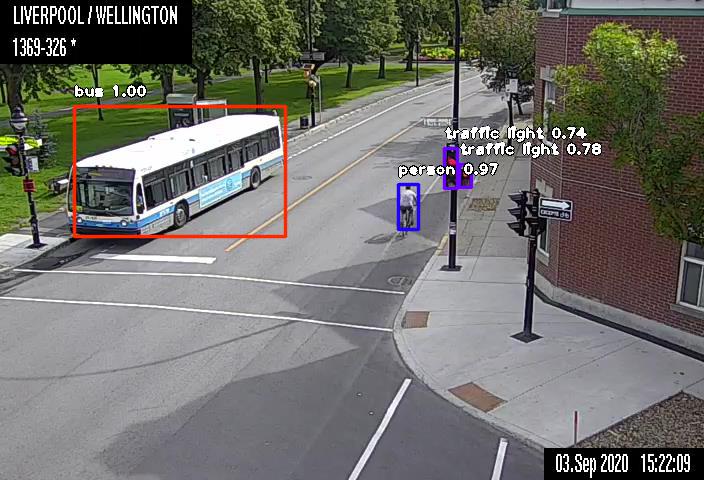 LIVERPOOL / WELLINGTON
1369-326 *
bus 1.00
traffic light 0.74
traffic light 0.78
person 0.97
EXCEPTÉ
03.Sep 2020 15:22:09